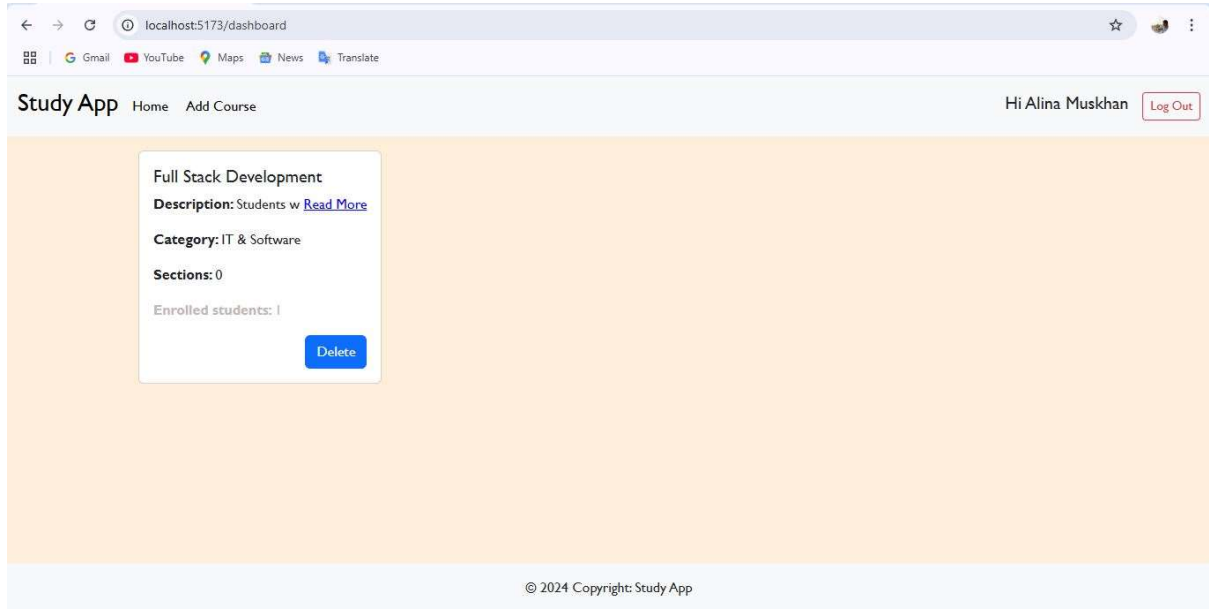 localhost:5173/dashboard
Gmail YouTube Maps News Translate
Study App Home Add Course Hi Alina Muskhan Log Out
Full Stack Development
Description: Students w Read More
Category: IT & Software
Sections: 0
Enrolled students: 1
Delete
© 2024 Copyright: Study App